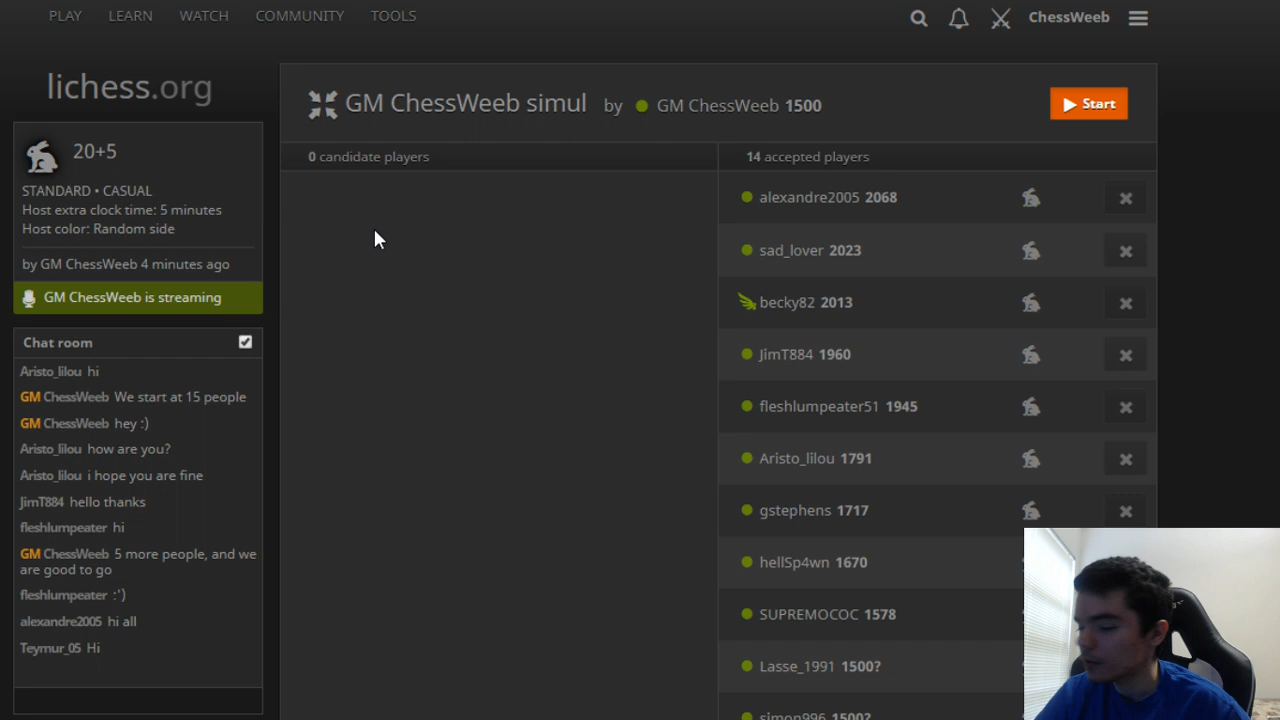 PLAY LEARN WATCH COMMUNITY TOOLS ChessWeeb
lichess.org
GM ChessWeeb simul by GM ChessWeeb 1500
Start
20+5
STANDARD • CASUAL
Host extra clock time: 5 minutes
Host color: Random side
by GM ChessWeeb 4 minutes ago
GM ChessWeeb is streaming
Chat room
Aristo_lilou hi
GM ChessWeeb We start at 15 people
GM ChessWeeb hey :)
Aristo_lilou how are you?
Aristo_lilou i hope you are fine
JimT884 hello thanks
fleshlumpeater hi
GM ChessWeeb 5 more people, and we
are good to go
fleshlumpeater :')
alexandre2005 hi all
Teymur_05 Hi
0 candidate players
14 accepted players
alexandre2005 2068
sad_lover 2023
becky82 2013
JimT884 1960
fleshlumpeater51 1945
Aristo_lilou 1791
gstephens 1717
hellSp4wn 1670
SUPREMOCOC 1578
Lasse_1991 1500?
simon996 1500?